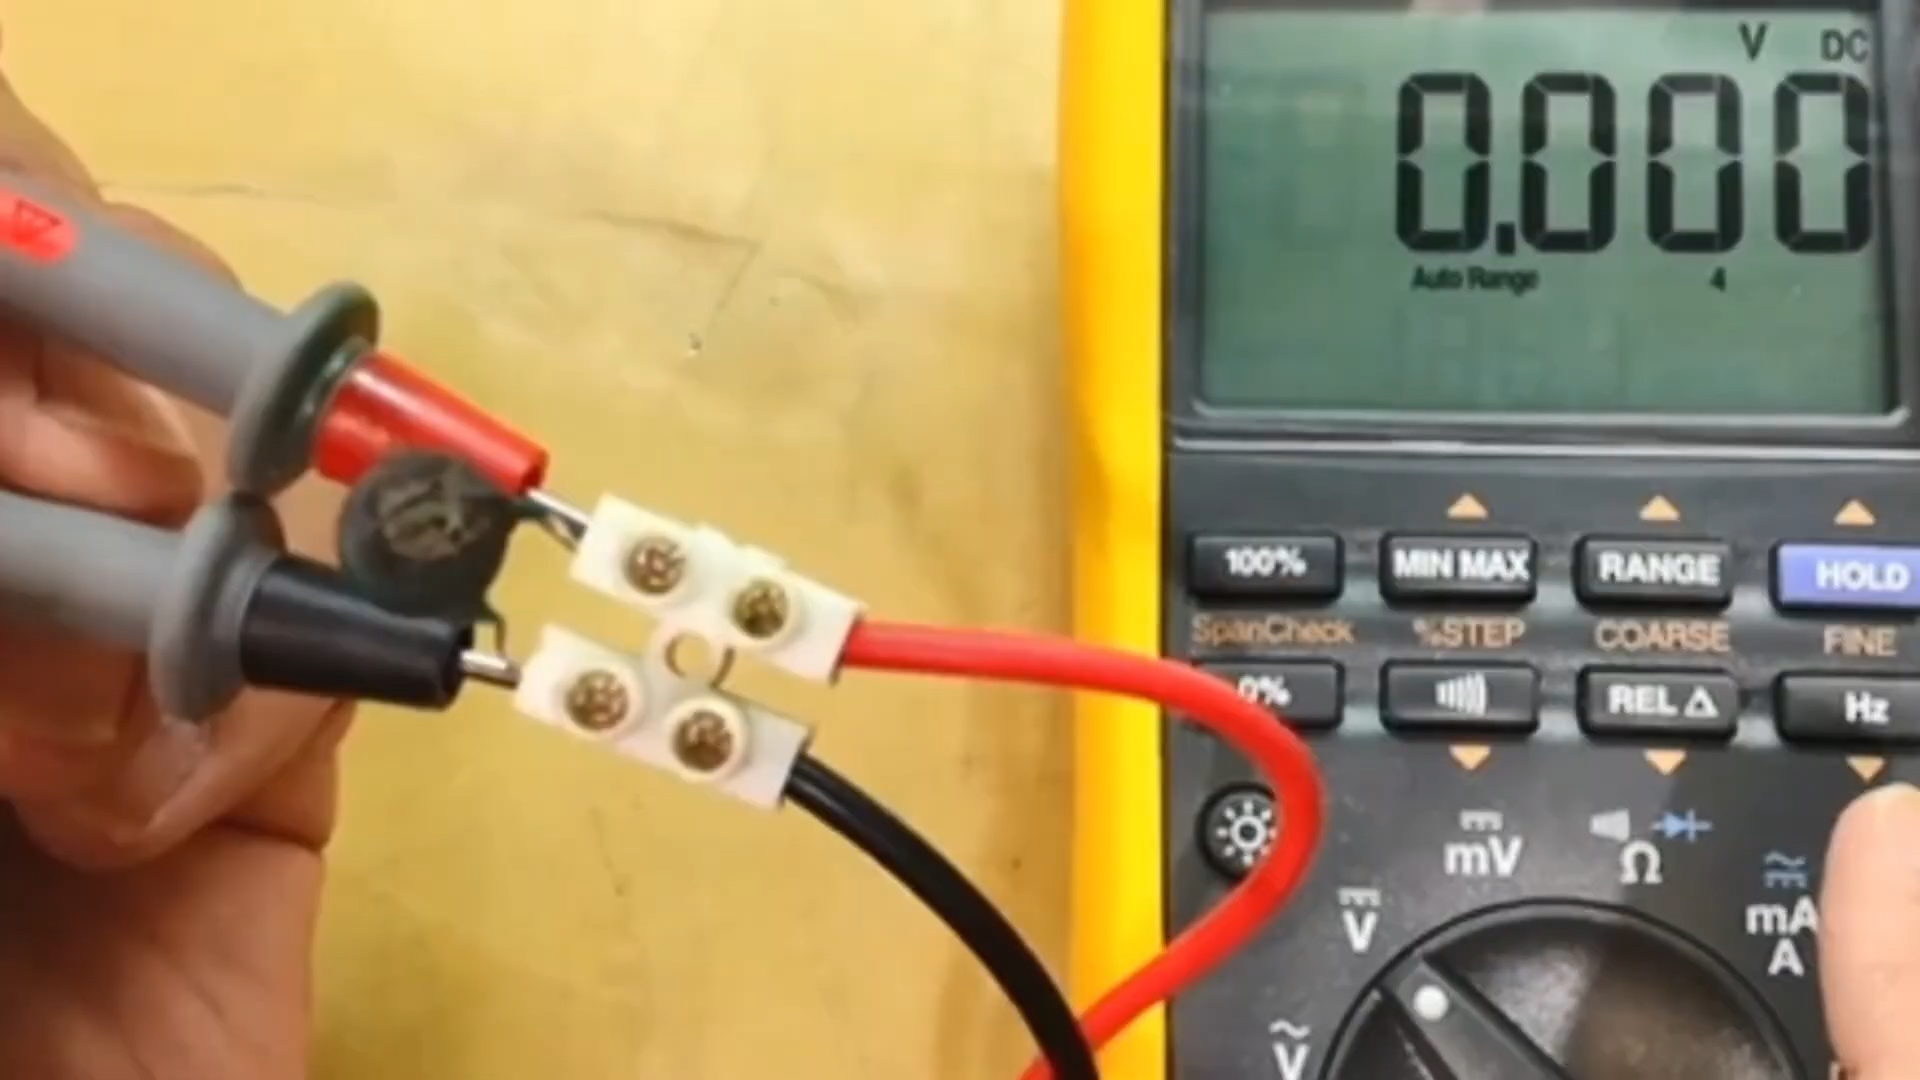 V DC
0.000
Auto Range 4
100% MIN MAX RANGE HOLD
SpanCheck %STEP COARSE FINE
0% REL Δ Hz
mV
Ω
V
mA
A
V